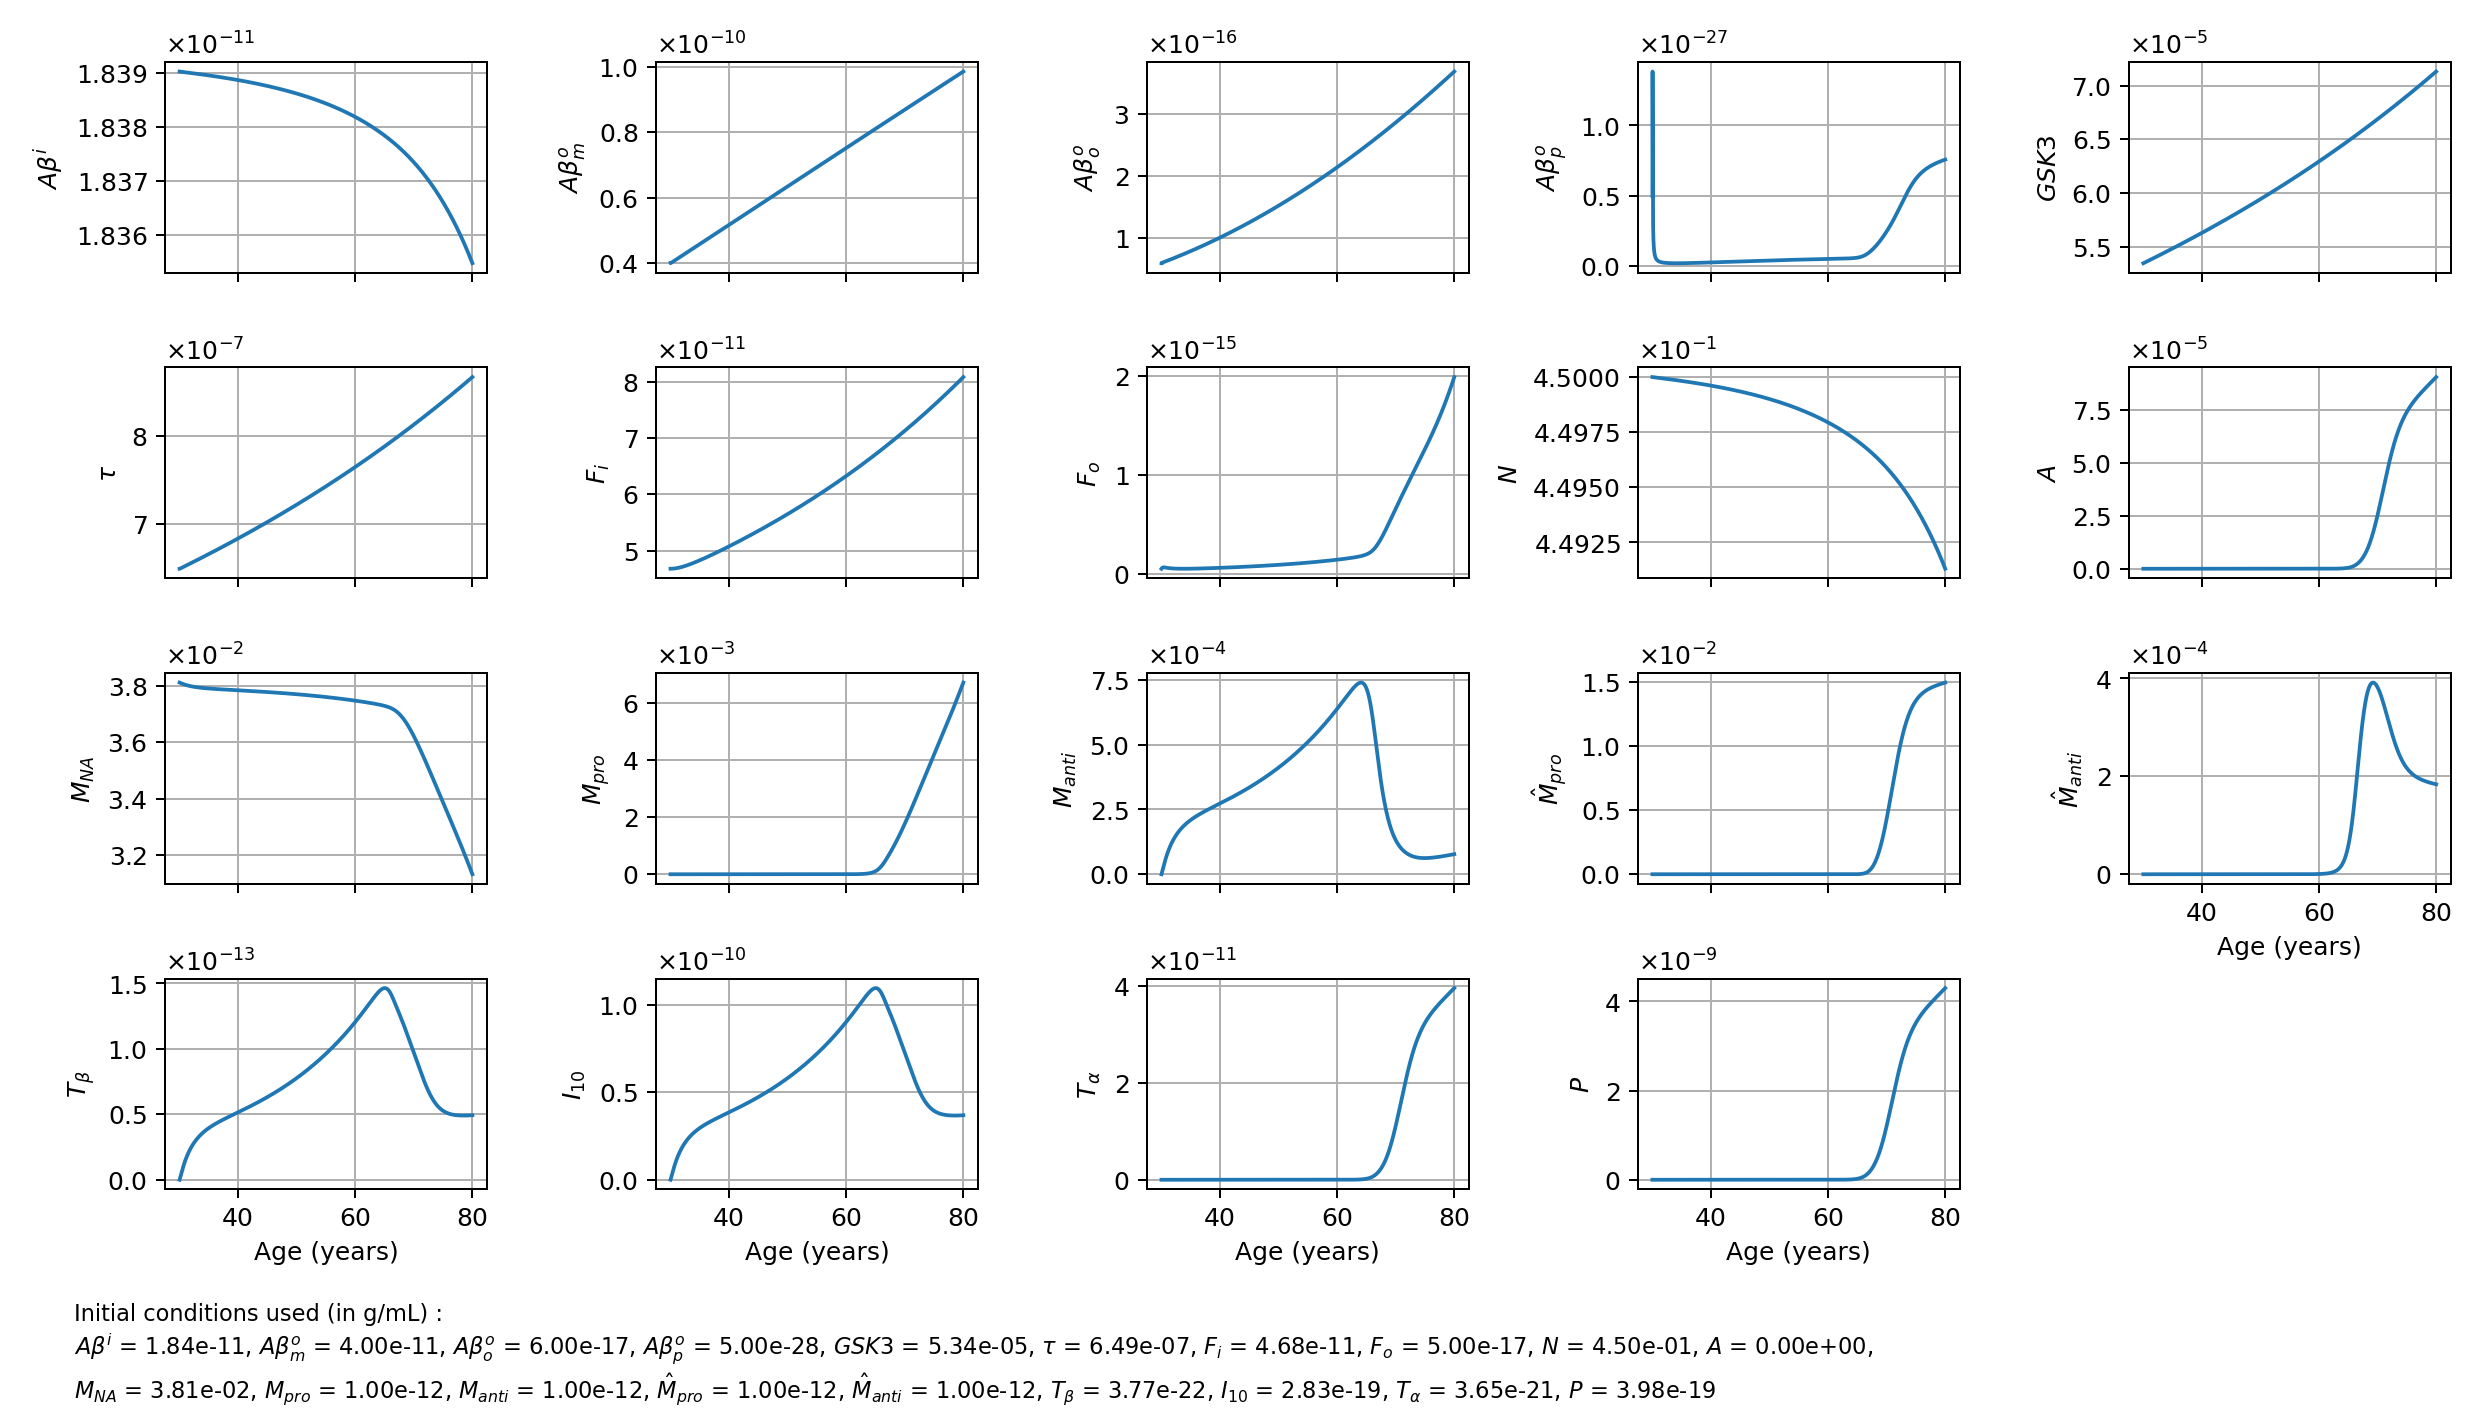 ×10⁻¹¹ ×10⁻¹⁰ ×10⁻¹⁶ ×10⁻²⁷ ×10⁻⁵
Aβⁱ 1.839 1.838 1.837 1.836
Aβₘᵒ 1.0 0.8 0.6 0.4
Aβₒᵒ 3 2 1
Aβₚᵒ 1.0 0.5 0.0
GSK3 7.0 6.5 6.0 5.5
×10⁻⁷ ×10⁻¹¹ ×10⁻¹⁵ ×10⁻¹ ×10⁻⁵
τ 8 7
Fᵢ 8 7 6 5
Fₒ 2 1 0
N 4.5000 4.4975 4.4950 4.4925
A 7.5 5.0 2.5 0.0
×10⁻² ×10⁻³ ×10⁻⁴ ×10⁻² ×10⁻⁴
M_NA 3.8 3.6 3.4 3.2
M_pro 6 4 2 0
M_anti 7.5 5.0 2.5 0.0
M̂_pro 1.5 1.0 0.5 0.0
M̂_anti 4 2 0
40 60 80
Age (years)
×10⁻¹³ ×10⁻¹⁰ ×10⁻¹¹ ×10⁻⁹
T_β 1.5 1.0 0.5 0.0
I₁₀ 1.0 0.5 0.0
T_α 4 2 0
P 4 2 0
40 60 80 40 60 80 40 60 80 40 60 80
Age (years) Age (years) Age (years) Age (years)
Initial conditions used (in g/mL) :
Aβⁱ = 1.84e-11, Aβₘᵒ = 4.00e-11, Aβₒᵒ = 6.00e-17, Aβₚᵒ = 5.00e-28, GSK3 = 5.34e-05, τ = 6.49e-07, Fᵢ = 4.68e-11, Fₒ = 5.00e-17, N = 4.50e-01, A = 0.00e+00,
M_NA = 3.81e-02, M_pro = 1.00e-12, M_anti = 1.00e-12, M̂_pro = 1.00e-12, M̂_anti = 1.00e-12, T_β = 3.77e-22, I₁₀ = 2.83e-19, T_α = 3.65e-21, P = 3.98e-19